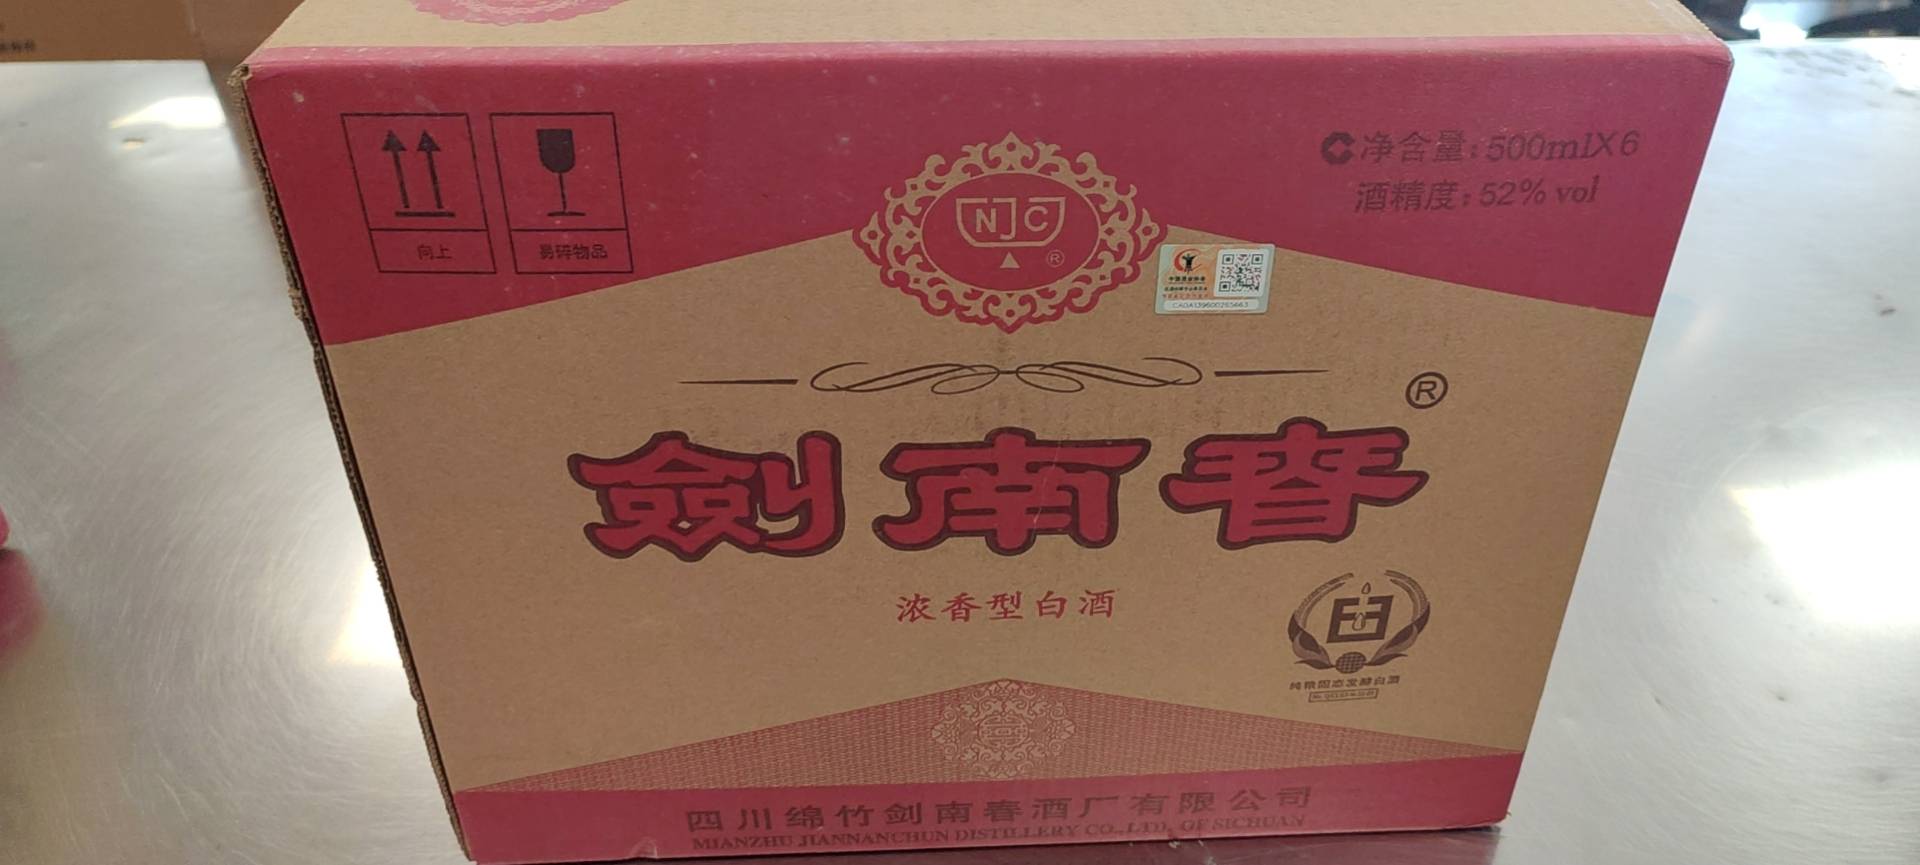 净含量:500mlX6
酒精度:52% vol
向上
易碎物品
NJC
®
CADA139600265663
®
劍南春
浓香型白酒
纯粮固态发酵白酒
四川绵竹剑南春酒厂有限公司
MIANZHU JIANNANCHUN DISTILLERY CO., LTD. OF SICHUAN